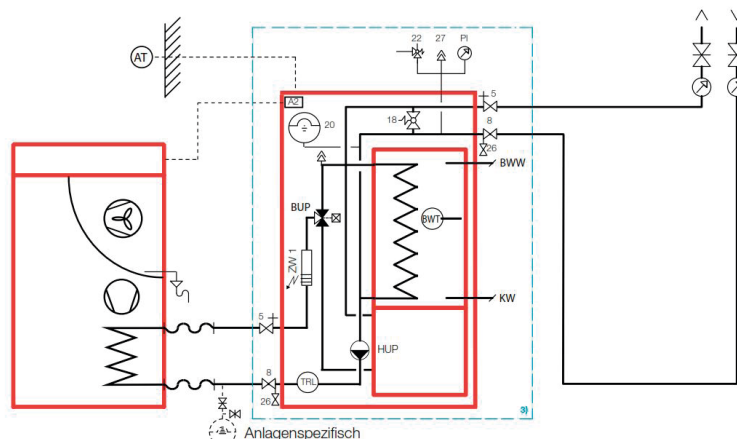 22 27 PI
AT
A2
5
20
18
8
26
BWW
BUP
BWT
ZW 1
KW
5
HUP
8
TRL
26
3)
Anlagenspezifisch